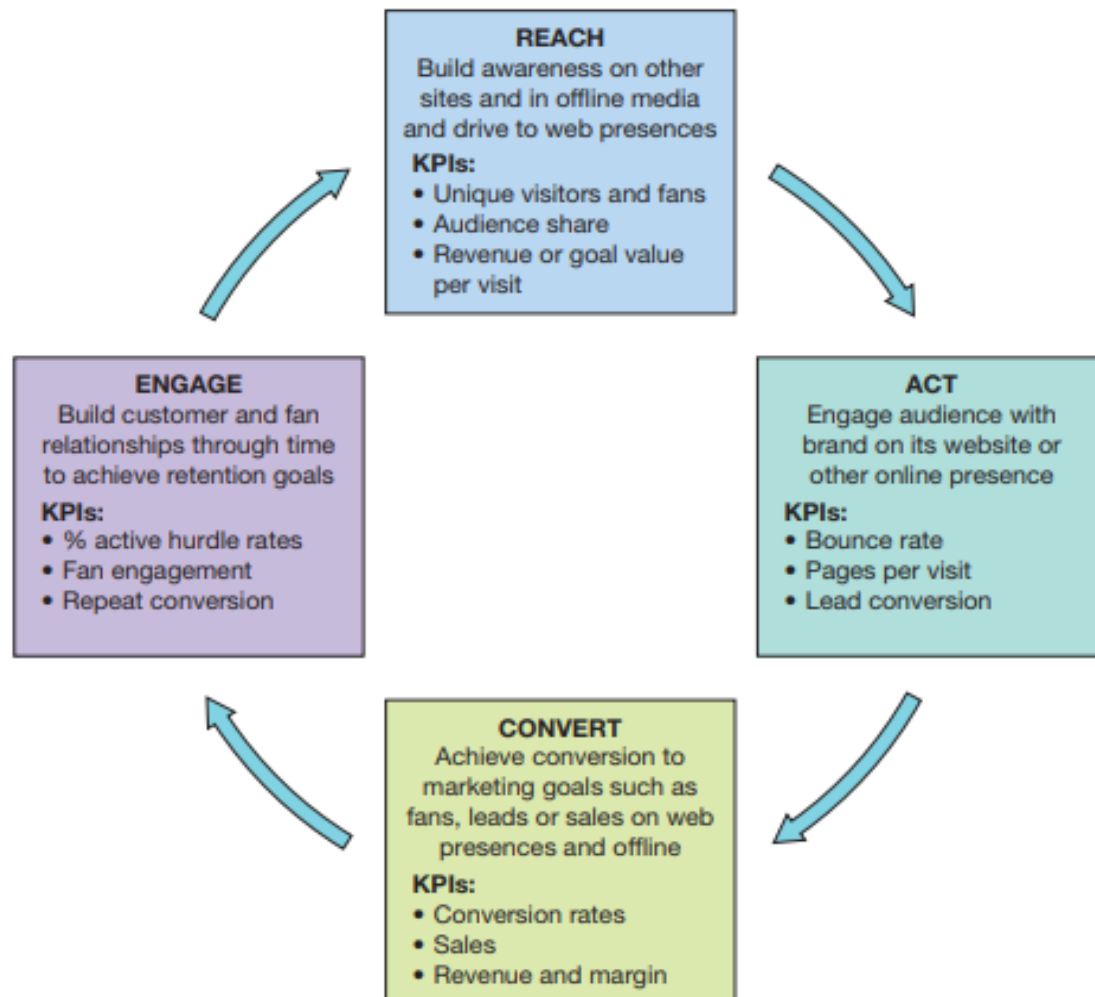 REACH
Build awareness on other
sites and in offline media
and drive to web presences
KPIs:
• Unique visitors and fans
• Audience share
• Revenue or goal value
per visit
ENGAGE
Build customer and fan
relationships through time
to achieve retention goals
KPIs:
• % active hurdle rates
• Fan engagement
• Repeat conversion
ACT
Engage audience with
brand on its website or
other online presence
KPIs:
• Bounce rate
• Pages per visit
• Lead conversion
CONVERT
Achieve conversion to
marketing goals such as
fans, leads or sales on web
presences and offline
KPIs:
• Conversion rates
• Sales
• Revenue and margin